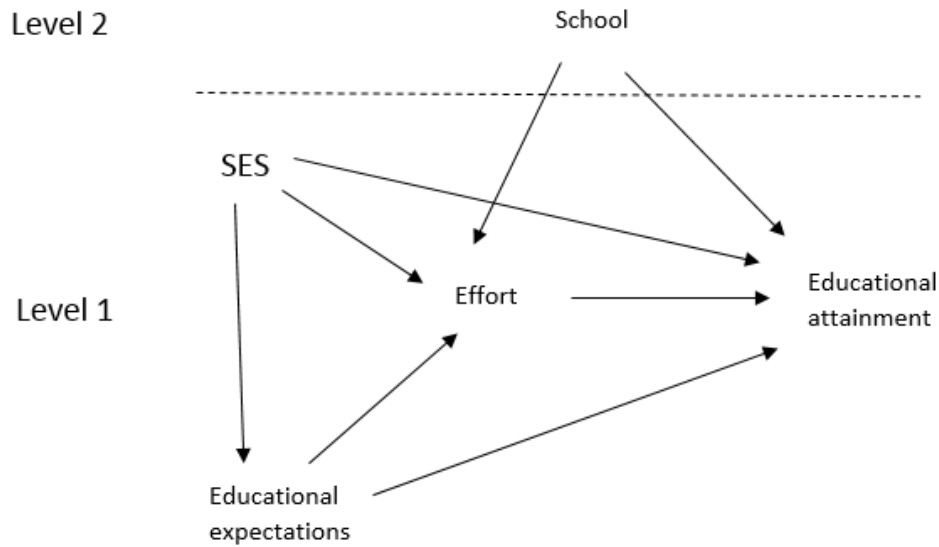 Level 2
School
SES
Level 1
Effort
Educational
attainment
Educational
expectations